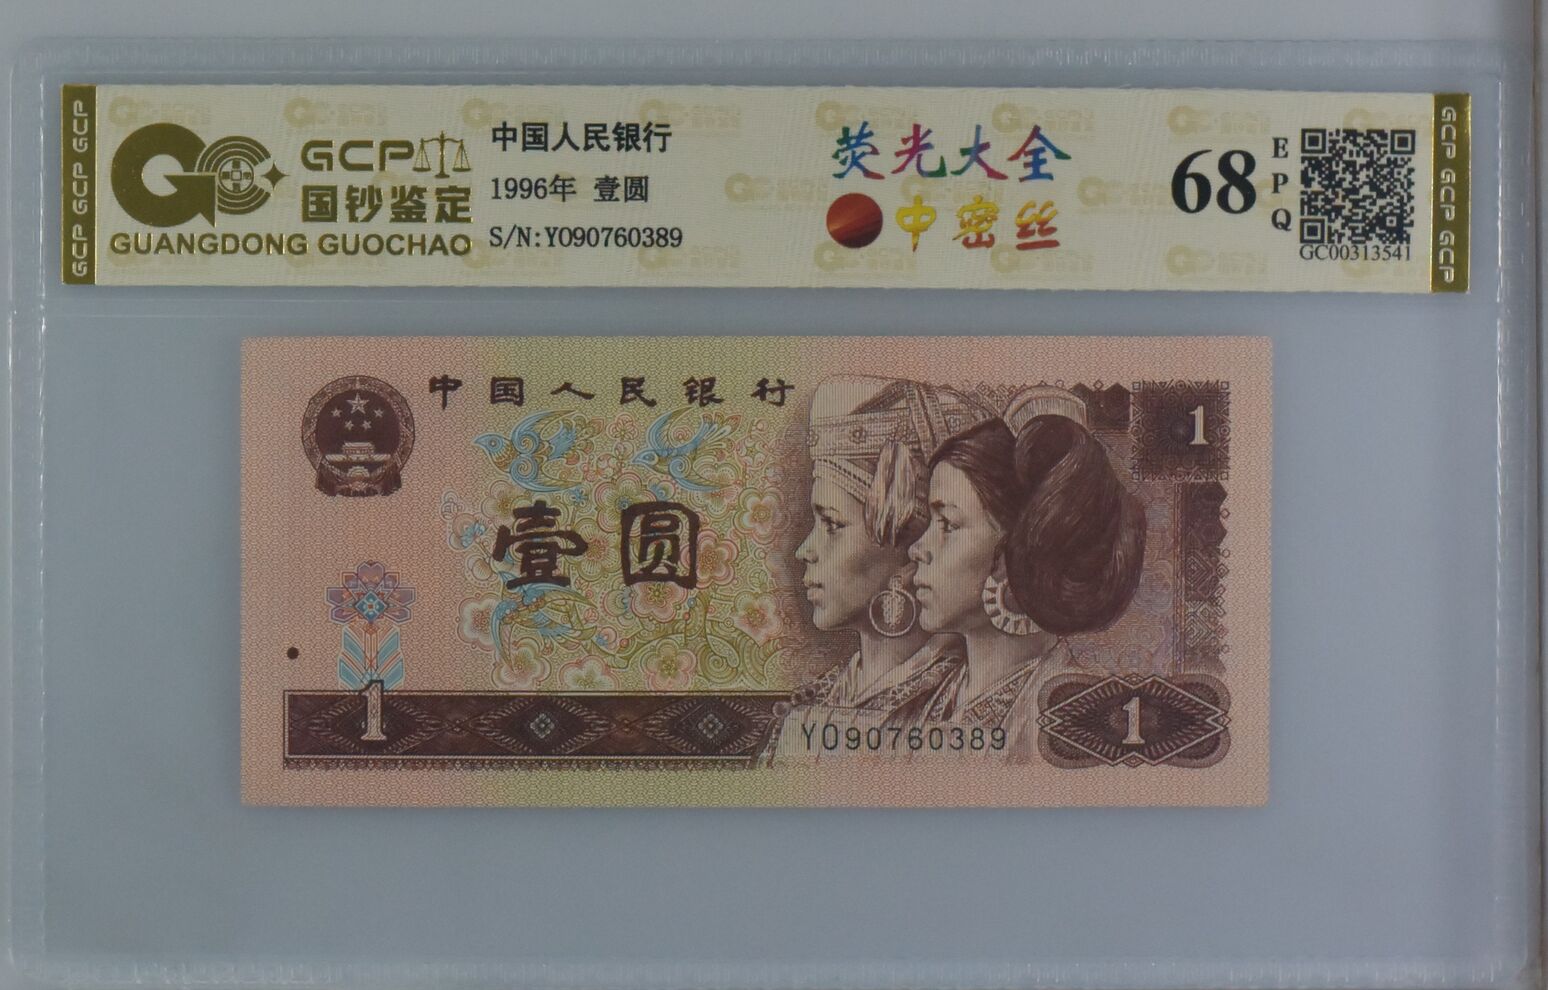 GCP GCP GCP
GCP
国钞鉴定
GUANGDONG GUOCHAO
中国人民银行
1996年 壹圆
S/N:YO90760389
荧光大全
中密丝
68
EPQ
GC00313541
GCP GCP GCP
中国人民银行
1
壹圆
1
YO90760389
1